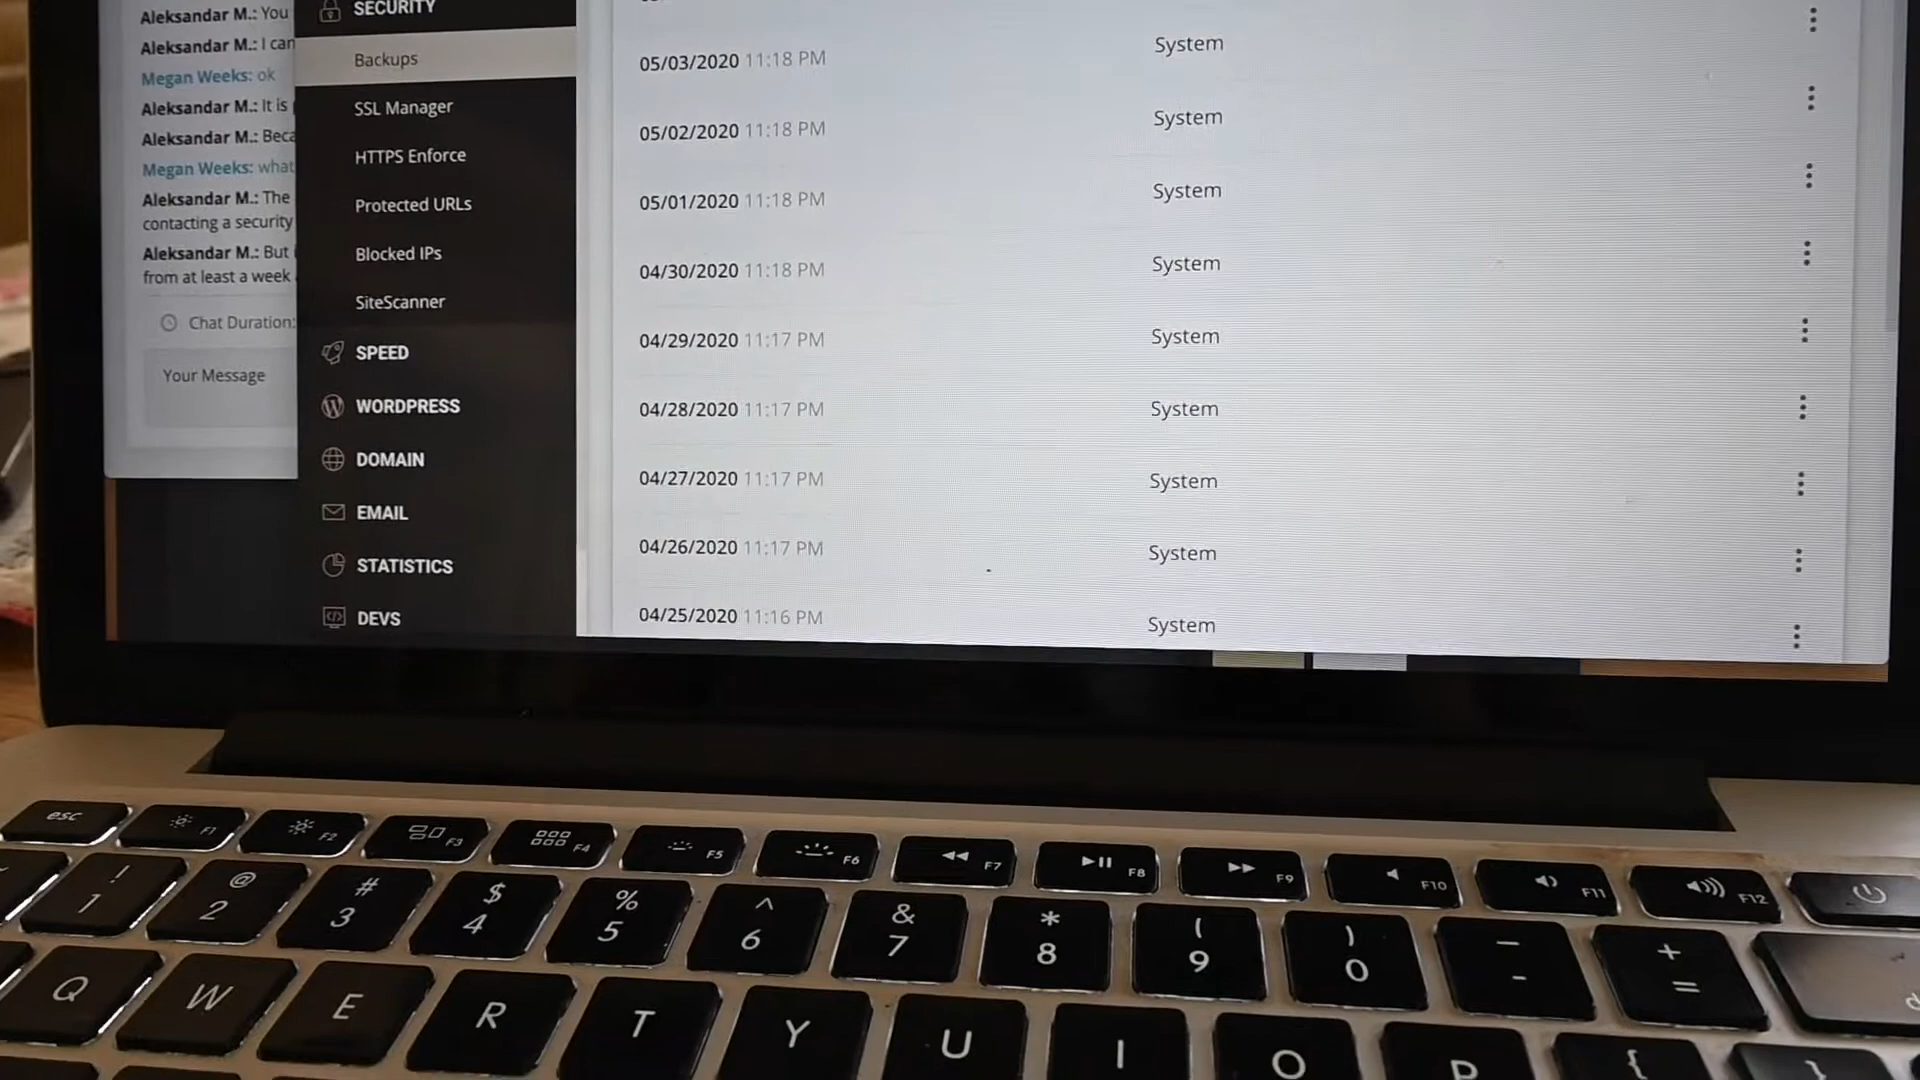 Aleksandar M.: You
Aleksandar M.: I can
Megan Weeks: ok
Aleksandar M.: It is
Aleksandar M.: Beca
Megan Weeks: what
Aleksandar M.: The
contacting a security
Aleksandar M.: But
from at least a week
Chat Duration:
Your Message
SECURITY
Backups
SSL Manager
HTTPS Enforce
Protected URLs
Blocked IPs
SiteScanner
SPEED
WORDPRESS
DOMAIN
EMAIL
STATISTICS
DEVS
05/03/2020 11:18 PM System
05/02/2020 11:18 PM System
05/01/2020 11:18 PM System
04/30/2020 11:18 PM System
04/29/2020 11:17 PM System
04/28/2020 11:17 PM System
04/27/2020 11:17 PM System
04/26/2020 11:17 PM System
04/25/2020 11:16 PM System
esc F1 F2 F3 F4 F5 F6 F7 F8 F9 F10 F11 F12
! @ # $ % ^ & * ( ) — +
1 2 3 4 5 6 7 8 9 0 - =
Q W E R T Y U I O P { }